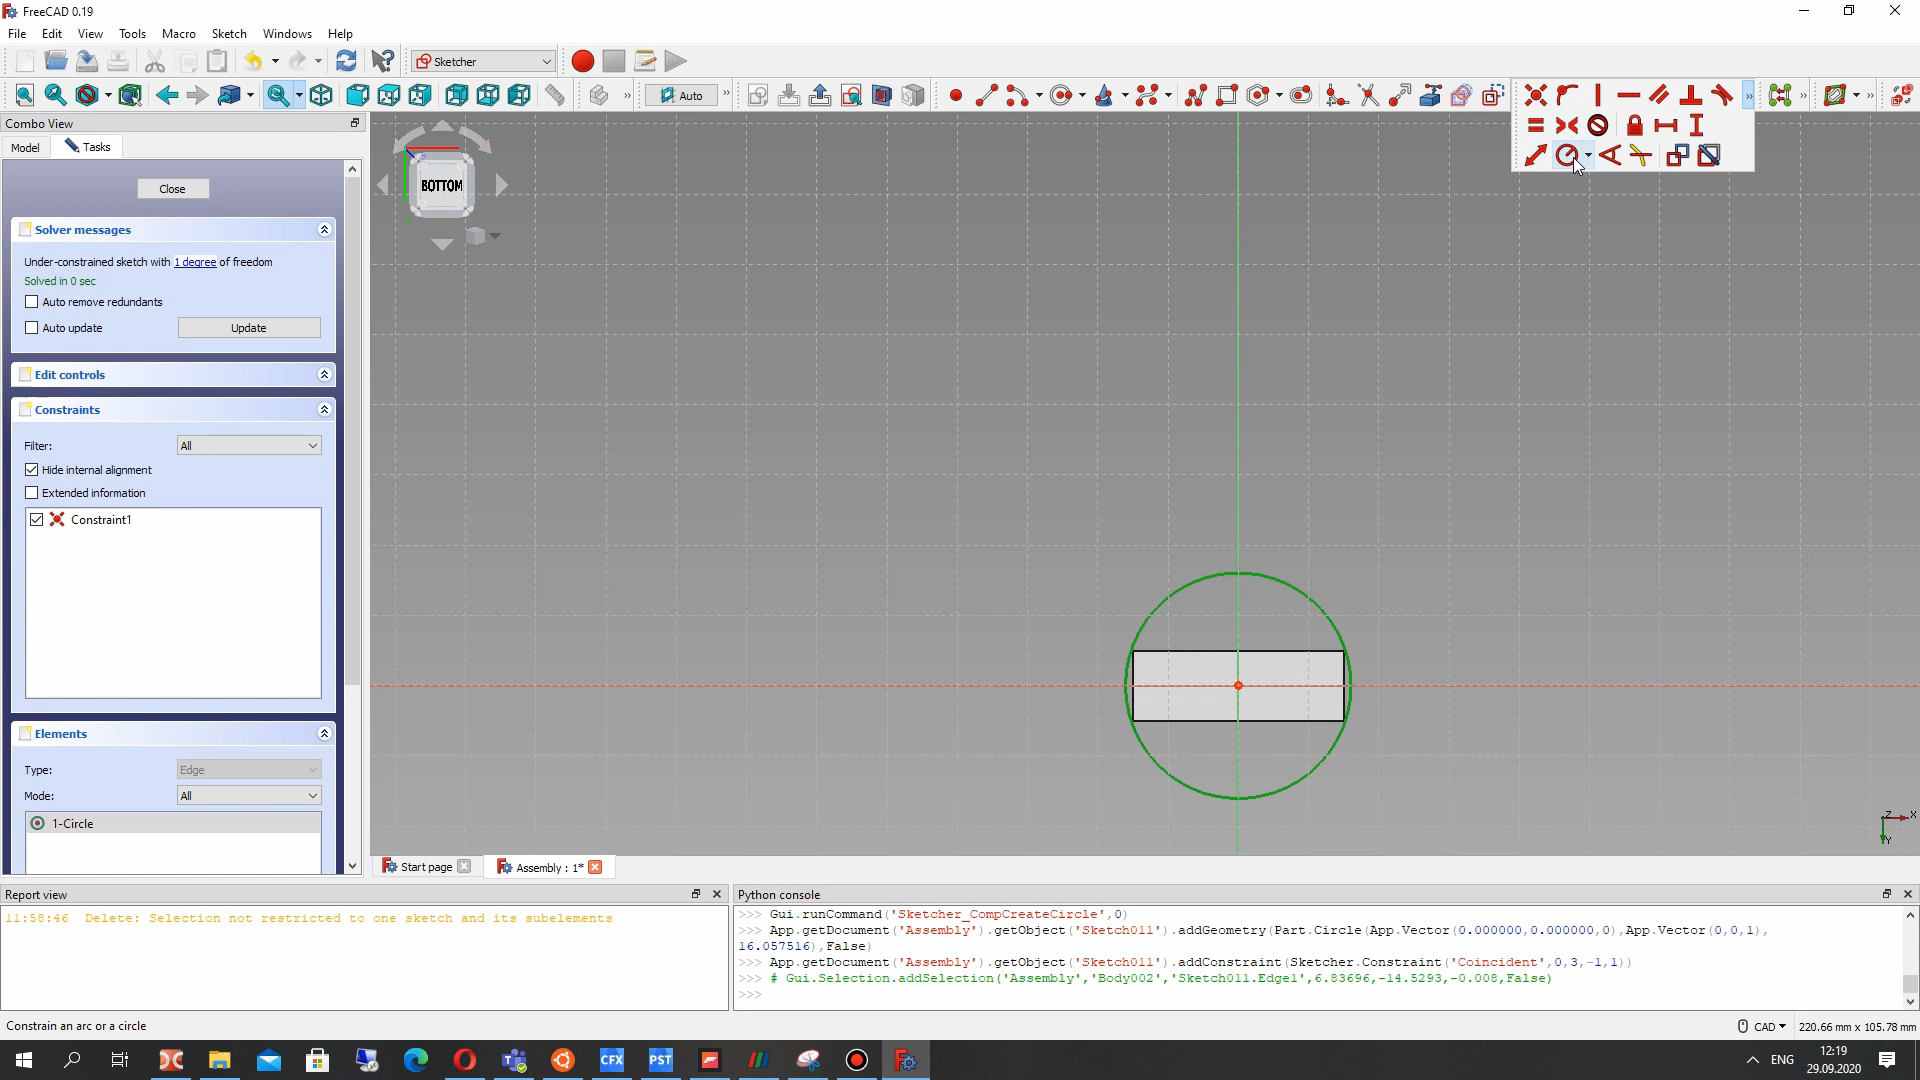 FreeCAD 0.19
File Edit View Tools Macro Sketch Windows Help
Sketcher
Auto
Combo View
Model Tasks
Close
Solver messages
Under-constrained sketch with 1 degree of freedom
Solved in 0 sec
Auto remove redundants
Auto update Update
Edit controls
Constraints
Filter: All
Hide internal alignment
Extended information
Constraint1
Elements
Type: Edge
Mode: All
1-Circle
BOTTOM
Z X
Y
Start page Assembly : 1*
Report view
11:58:46 Delete: Selection not restricted to one sketch and its subelements
Python console
>>> Gui.runCommand('Sketcher_CompCreateCircle',0)
>>> App.getDocument('Assembly').getObject('Sketch011').addGeometry(Part.Circle(App.Vector(0.000000,0.000000,0),App.Vector(0,0,1),
16.057516),False)
>>> App.getDocument('Assembly').getObject('Sketch011').addConstraint(Sketcher.Constraint('Coincident',0,3,-1,1))
>>> # Gui.Selection.addSelection('Assembly','Body002','Sketch011.Edge1',6.83696,-14.5293,-0.008,False)
>>>
Constrain an arc or a circle
CAD 220.66 mm x 105.78 mm
CFX PST
ENG
12:19
29.09.2020